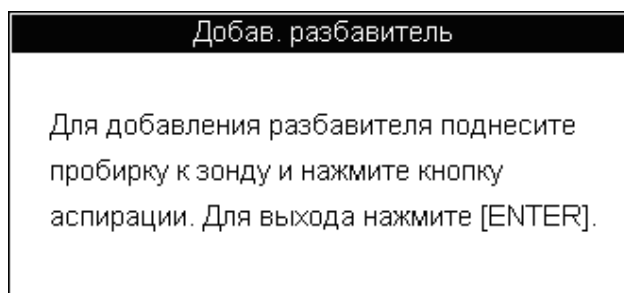 Добав. разбавитель
Для добавления разбавителя поднесите
пробирку к зонду и нажмите кнопку
аспирации. Для выхода нажмите [ENTER].